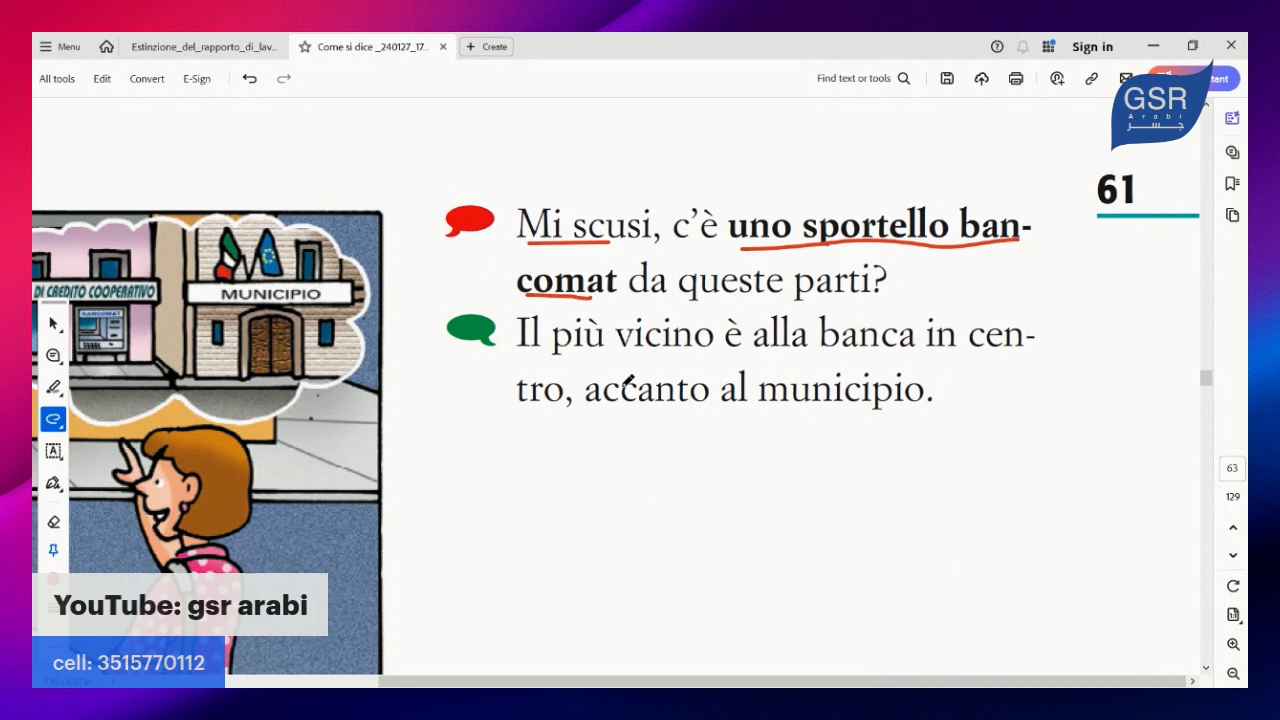 Menu
Estinzione_del_rapporto_di_lav...
Come si dice _240127_17...
Create
Sign in
All tools
Edit
Convert
E-Sign
Find text or tools
tant
GSR
Arabi
جسر
61
Mi scusi, c'è uno sportello ban-
comat da queste parti?
Il più vicino è alla banca in cen-
tro, accanto al municipio.
DI CREDITO COOPERATIVO
BANCOMAT
MUNICIPIO
63
129
YouTube: gsr arabi
cell: 3515770112